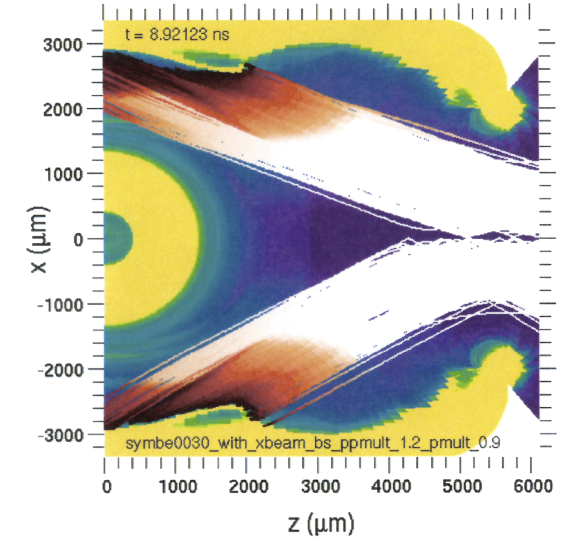 t = 8.92123 ns
3000
2000
1000
0
-1000
-2000
-3000
x (μm)
symbe0030_with_xbeam_bs_ppmult_1.2_pmult_0.9
0 1000 2000 3000 4000 5000 6000
z (μm)